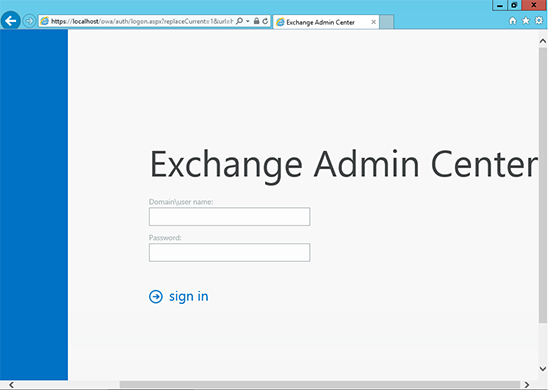 https://localhost/owa/auth/logon.aspx?replaceCurrent=1&url=h
Exchange Admin Center
Exchange Admin Center
Domain\user name:
Password:
sign in